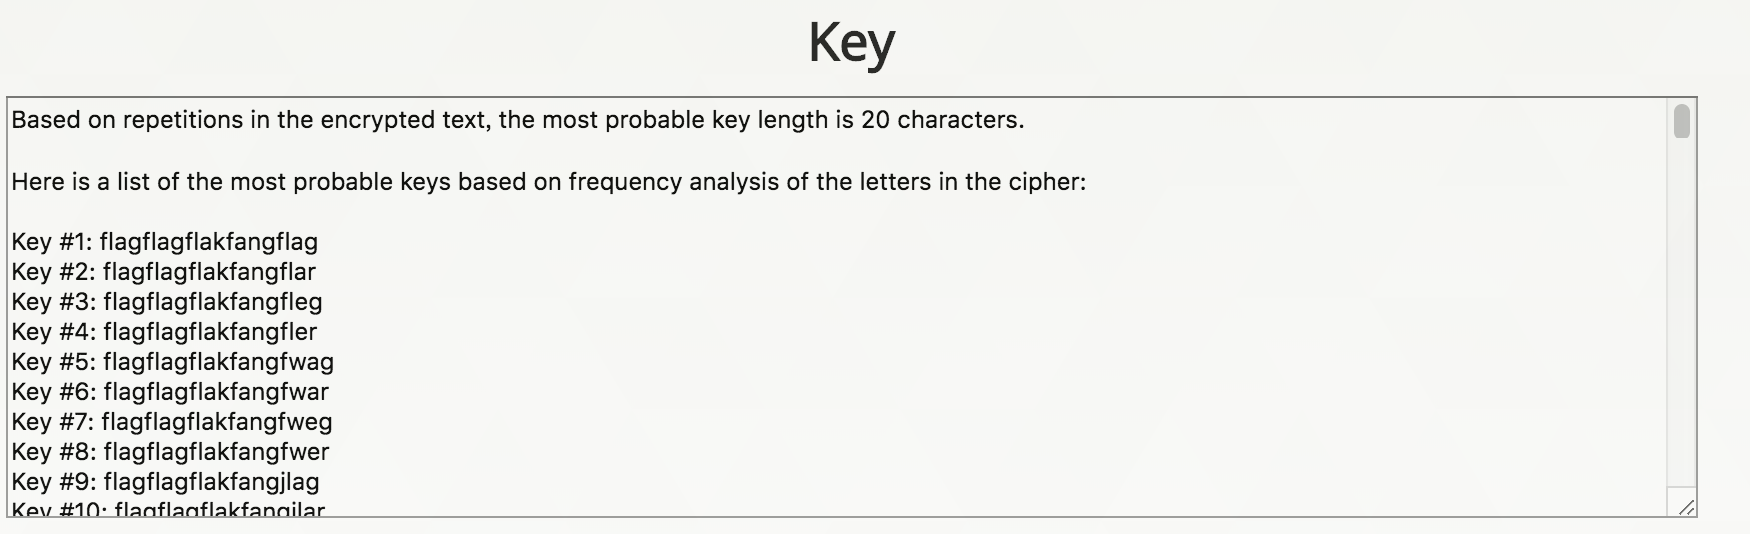 Key
Based on repetitions in the encrypted text, the most probable key length is 20 characters.
Here is a list of the most probable keys based on frequency analysis of the letters in the cipher:
Key #1: flagflagflakfangflag
Key #2: flagflagflakfangflar
Key #3: flagflagflakfangfleg
Key #4: flagflagflakfangfler
Key #5: flagflagflakfangfwag
Key #6: flagflagflakfangfwar
Key #7: flagflagflakfangfweg
Key #8: flagflagflakfangfwer
Key #9: flagflagflakfangjlag
Key #10: flagflagflakfangjlar